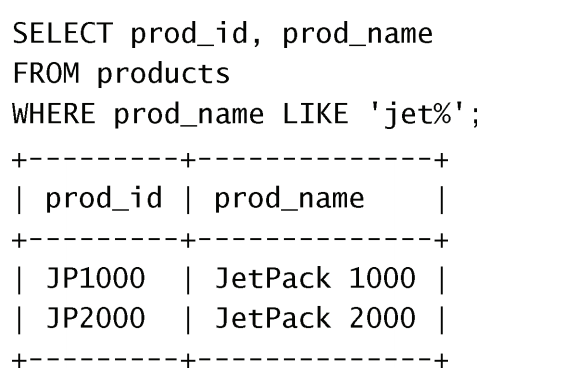 SELECT prod_id, prod_name
FROM products
WHERE prod_name LIKE 'jet%';
+---------+--------------+
| prod_id | prod_name    |
+---------+--------------+
| JP1000  | JetPack 1000 |
| JP2000  | JetPack 2000 |
+---------+--------------+